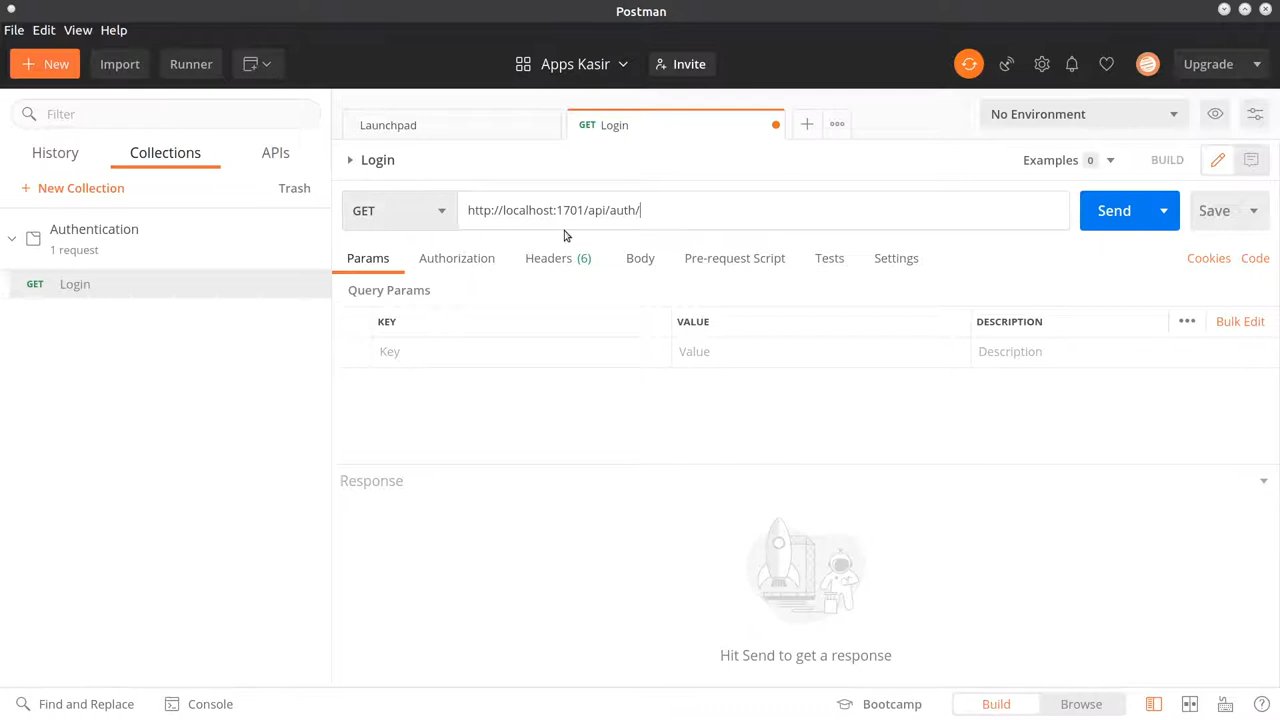 Postman
File Edit View Help
New Import Runner Apps Kasir Invite Upgrade
Filter
History Collections APIs
New Collection Trash
Authentication
1 request
GET Login
Launchpad GET Login No Environment
Login Examples 0 BUILD
GET http://localhost:1701/api/auth/ Send Save
Params Authorization Headers (6) Body Pre-request Script Tests Settings Cookies Code
Query Params
KEY VALUE DESCRIPTION Bulk Edit
Key Value Description
Response
Hit Send to get a response
Find and Replace Console Bootcamp Build Browse